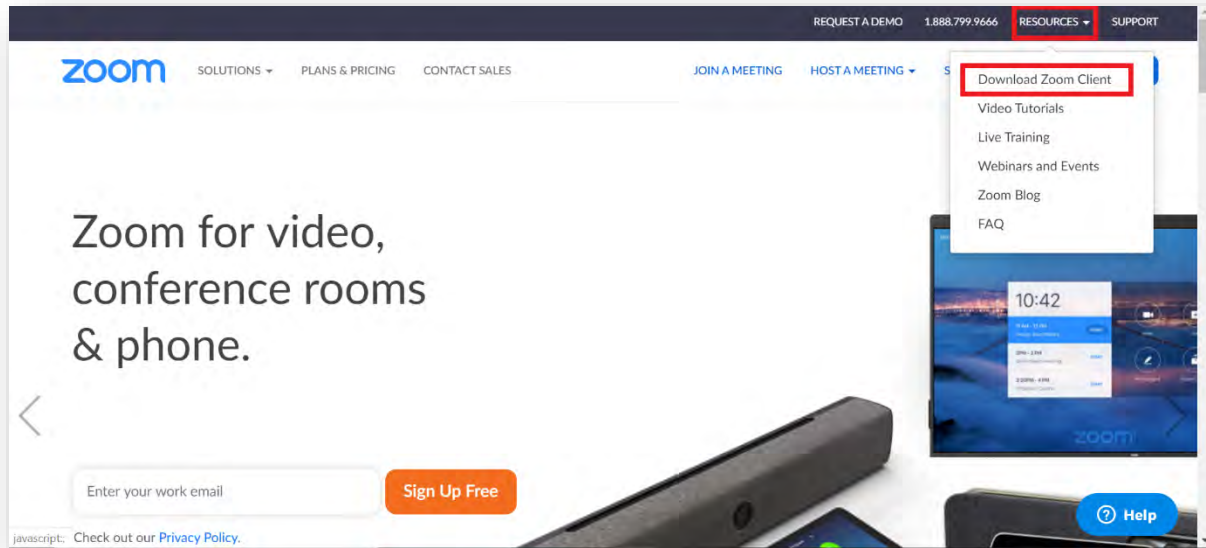 REQUEST A DEMO 1.888.799.9666 RESOURCES SUPPORT
zoom SOLUTIONS PLANS & PRICING CONTACT SALES JOIN A MEETING HOST A MEETING S
Download Zoom Client
Video Tutorials
Live Training
Webinars and Events
Zoom Blog
FAQ
Zoom for video,
conference rooms
& phone.
10:42
zoom
Enter your work email Sign Up Free
Help
javascript:; Check out our Privacy Policy.